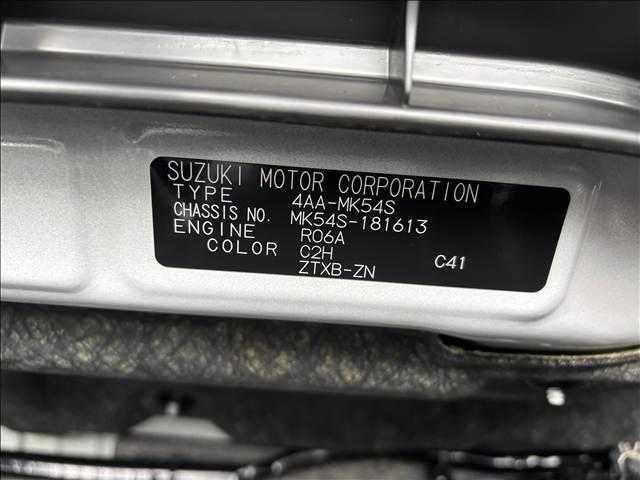 SUZUKI MOTOR CORPORATION
TYPE 4AA-MK54S
CHASSIS NO. MK54S-181613
ENGINE R06A
COLOR C2H
ZTXB-ZN C41